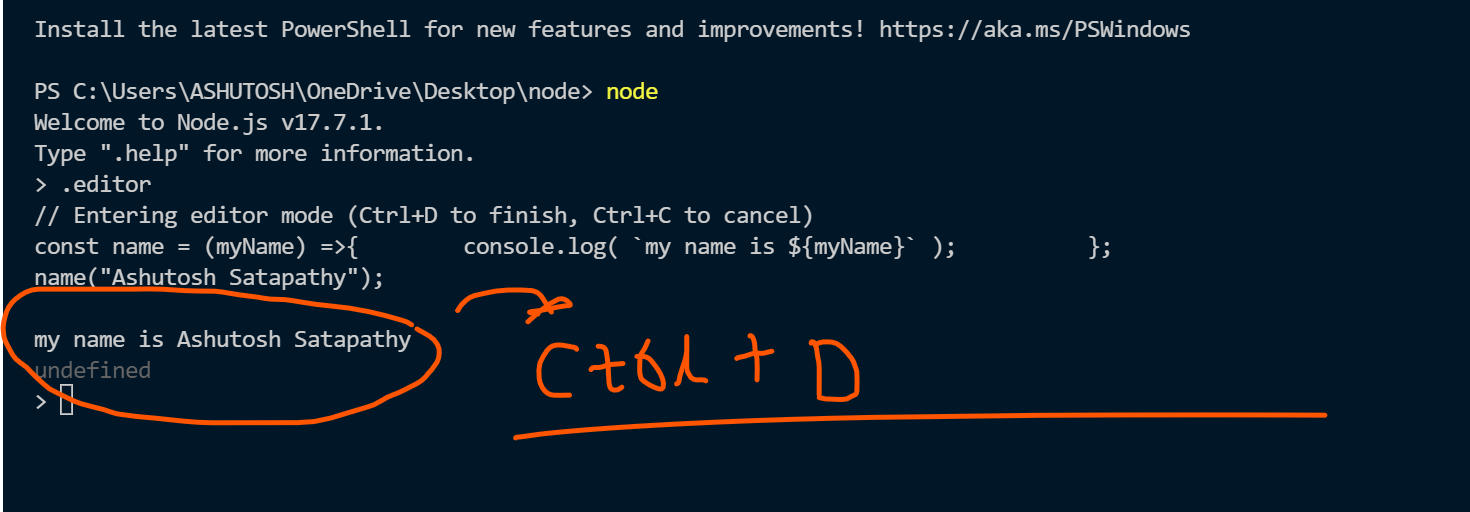 Install the latest PowerShell for new features and improvements! https://aka.ms/PSWindows
PS C:\Users\ASHUTOSH\OneDrive\Desktop\node> node
Welcome to Node.js v17.7.1.
Type ".help" for more information.
> .editor
// Entering editor mode (Ctrl+D to finish, Ctrl+C to cancel)
const name = (myName) =>{        console.log( `my name is ${myName}` );          };
name("Ashutosh Satapathy");
my name is Ashutosh Satapathy
undefined
>
Ctrl + D